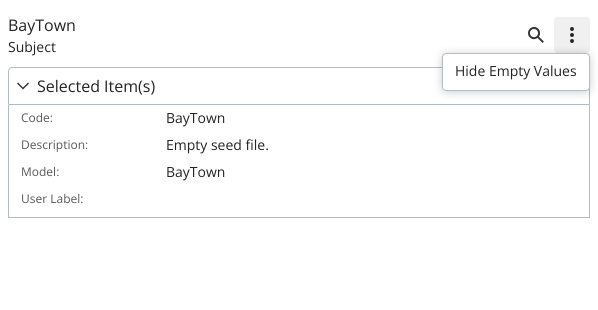 BayTown
Subject
Hide Empty Values
Selected Item(s)
Code: BayTown
Description: Empty seed file.
Model: BayTown
User Label: